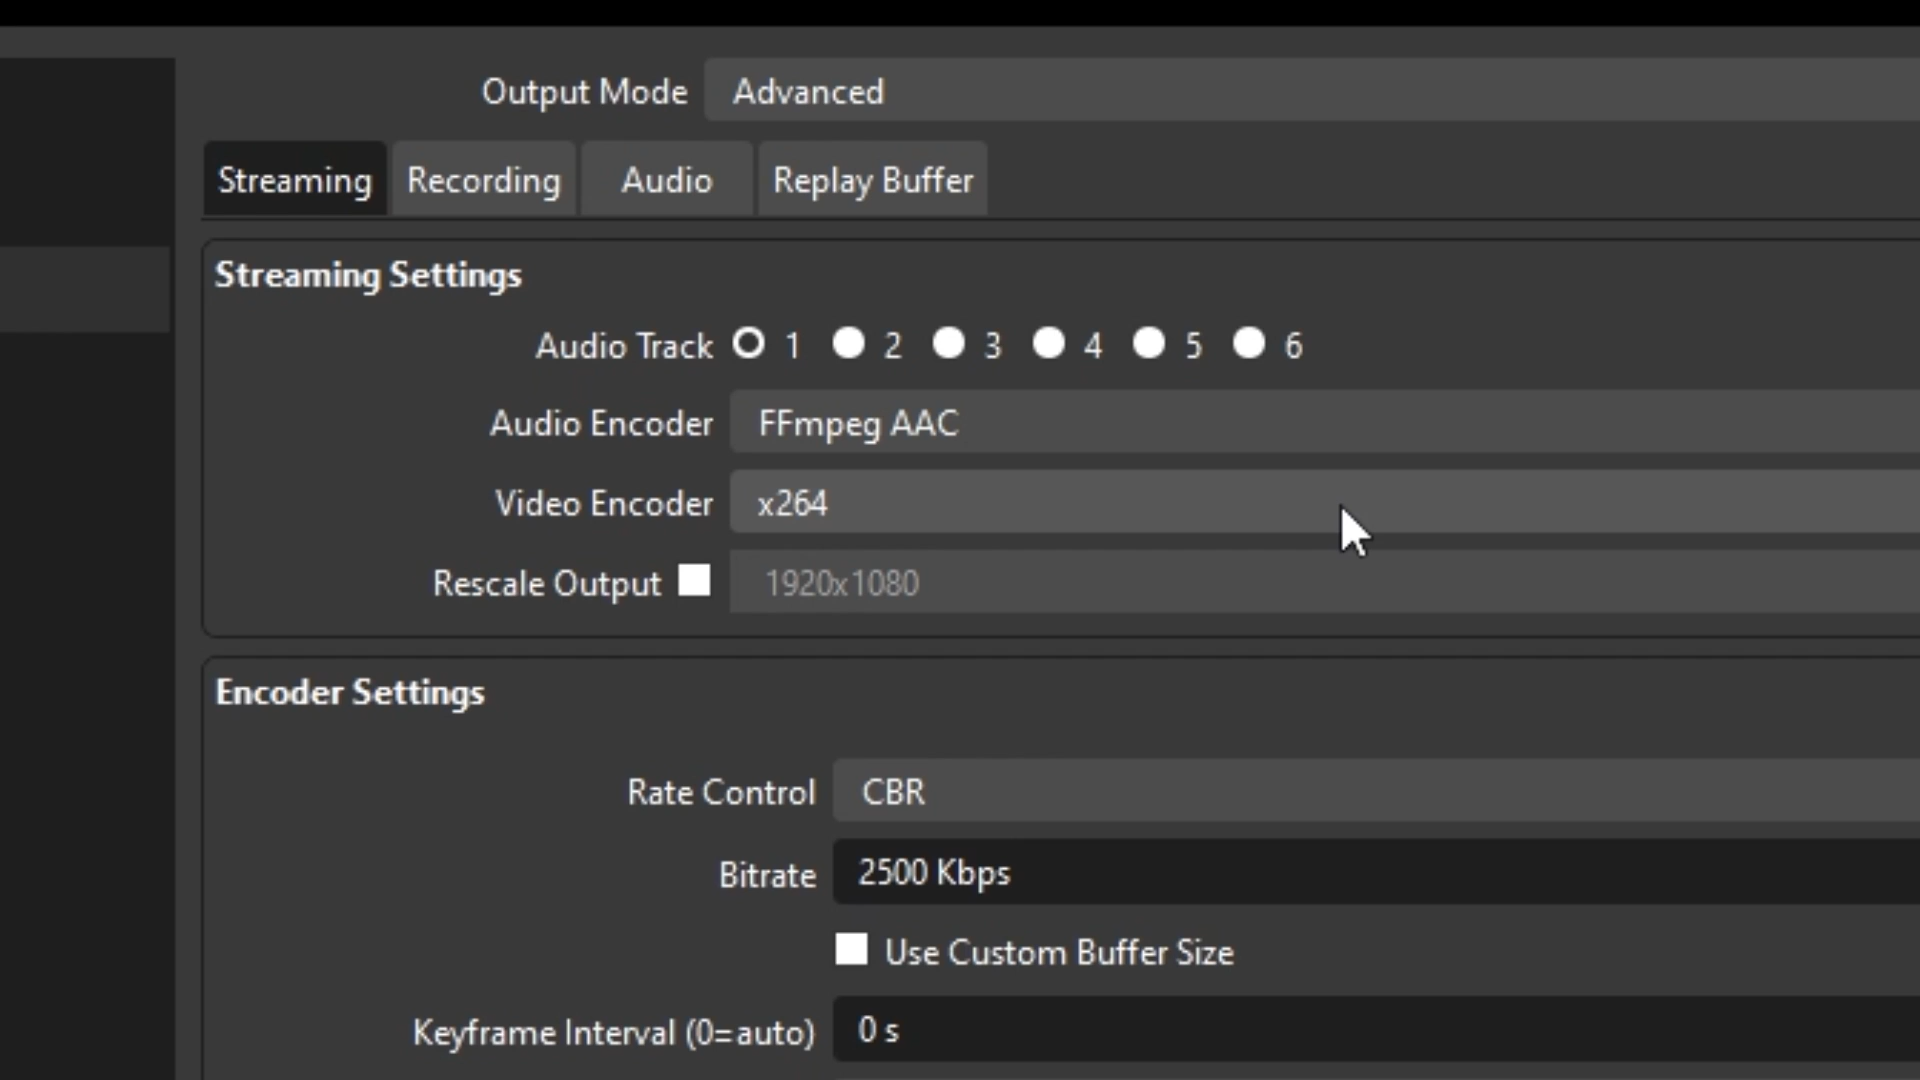 Output Mode Advanced
Streaming Recording Audio Replay Buffer
Streaming Settings
Audio Track 1 2 3 4 5 6
Audio Encoder FFmpeg AAC
Video Encoder x264
Rescale Output 1920x1080
Encoder Settings
Rate Control CBR
Bitrate 2500 Kbps
Use Custom Buffer Size
Keyframe Interval (0=auto) 0 s